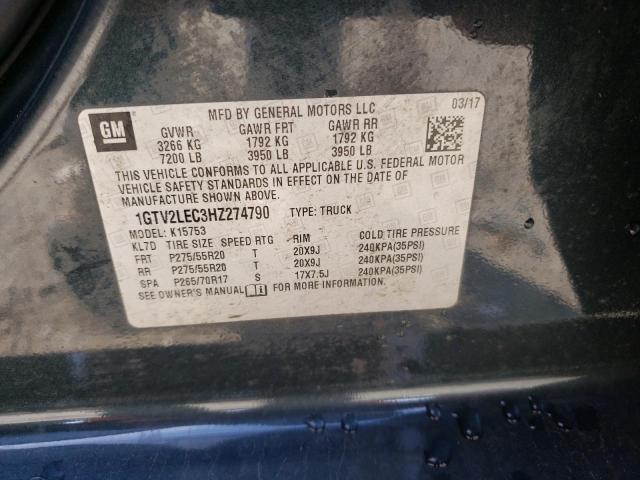 GM
MFD BY GENERAL MOTORS LLC 03/17
GVWR GAWR FRT GAWR RR
3266 KG 1792 KG 1792 KG
7200 LB 3950 LB 3950 LB
THIS VEHICLE CONFORMS TO ALL APPLICABLE U.S. FEDERAL MOTOR
VEHICLE SAFETY STANDARDS IN EFFECT ON THE DATE OF
MANUFACTURE SHOWN ABOVE.
1GTV2LEC3HZ274790 TYPE: TRUCK
MODEL: K15753
KL7D TIRE SIZE SPEED RTG RIM COLD TIRE PRESSURE
FRT P275/55R20 T 20X9J 240KPA(35PSI)
RR P275/55R20 T 20X9J 240KPA(35PSI)
SPA P265/70R17 S 17X7.5J 240KPA(35PSI)
SEE OWNER'S MANUAL FOR MORE INFORMATION.